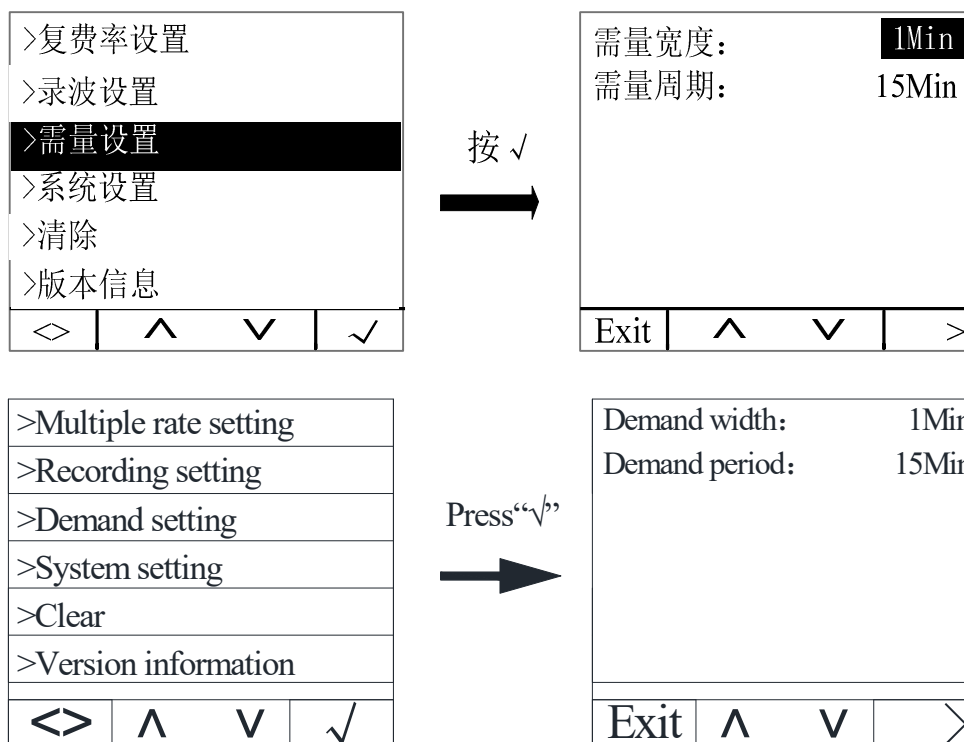 >复费率设置
>录波设置
>需量设置
>系统设置
>清除
>版本信息
<> ∧ ∨ √
按 √
需量宽度： 1Min
需量周期： 15Min
Exit ∧ ∨ >
>Multiple rate setting
>Recording setting
>Demand setting
>System setting
>Clear
>Version information
<> ∧ ∨ √
Press“√”
Demand width： 1Min
Demand period： 15Min
Exit ∧ ∨ >